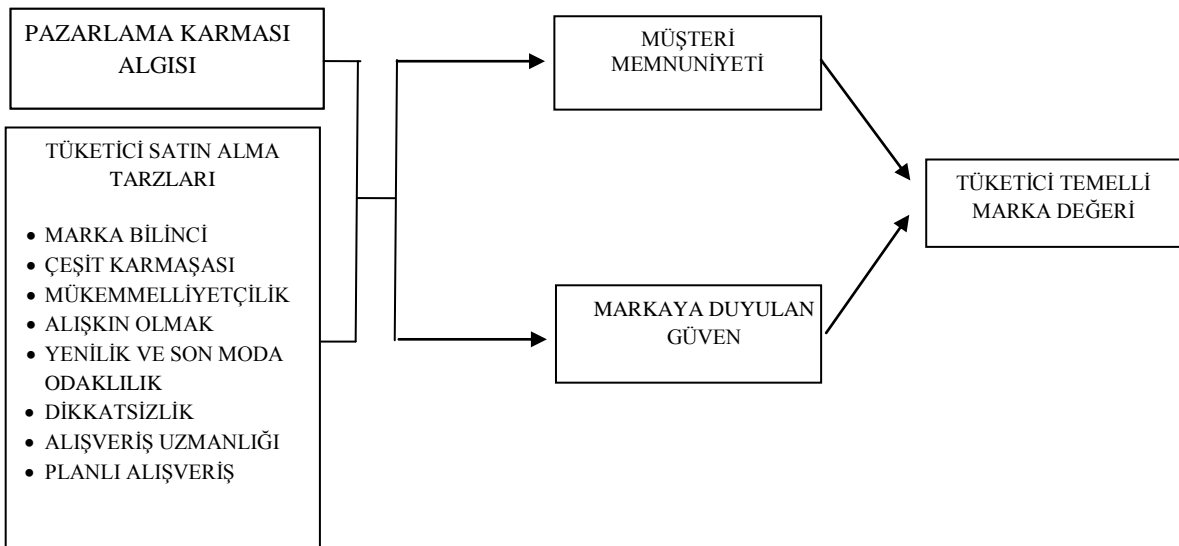 PAZARLAMA KARMASI
ALGISI
TÜKETİCİ SATIN ALMA
TARZLARI
• MARKA BİLİNCİ
• ÇEŞİT KARMAŞASI
• MÜKEMMELLİYETÇİLİK
• ALIŞKIN OLMAK
• YENİLİK VE SON MODA
ODAKLILIK
• DİKKATSİZLİK
• ALIŞVERİŞ UZMANLIĞI
• PLANLI ALIŞVERİŞ
MÜŞTERİ
MEMNUNİYETİ
MARKAYA DUYULAN
GÜVEN
TÜKETİCİ TEMELLİ
MARKA DEĞERİ